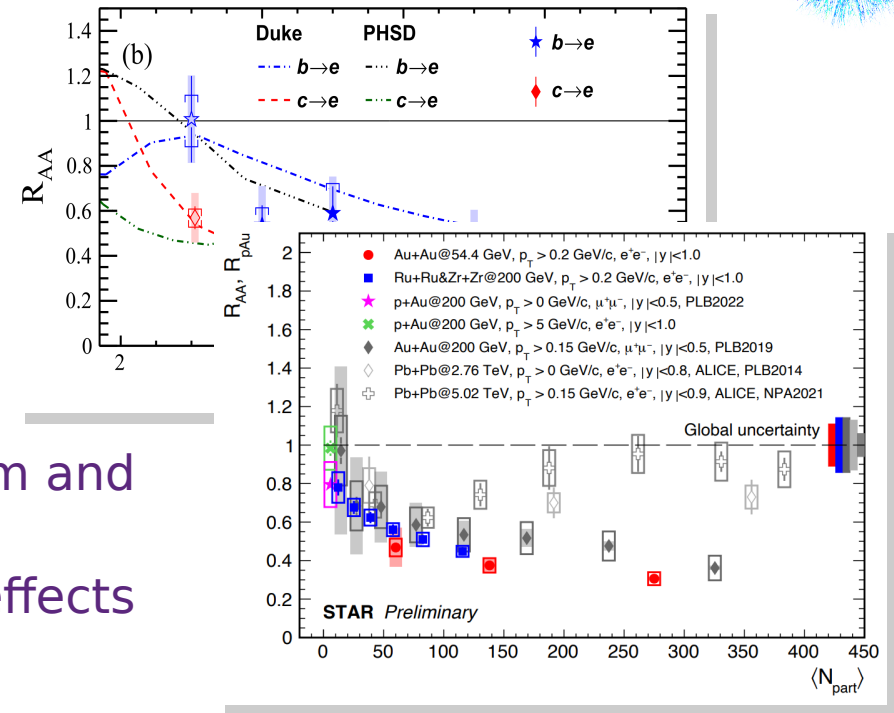 1.4
1.2
1
0.8
0.6
0.4
0.2
0
2
R_AA
(b)
Duke PHSD
b→e b→e
c→e c→e
b→e
c→e
R_AA, R_pAu
2
1.8
1.6
1.4
1.2
1
0.8
0.6
0.4
0.2
0
Au+Au@54.4 GeV, p_T > 0.2 GeV/c, e⁺e⁻, |y|<1.0
Ru+Ru&Zr+Zr@200 GeV, p_T > 0.2 GeV/c, e⁺e⁻, |y|<1.0
p+Au@200 GeV, p_T > 0 GeV/c, μ⁺μ⁻, |y|<0.5, PLB2022
p+Au@200 GeV, p_T > 5 GeV/c, e⁺e⁻, |y|<1.0
Au+Au@200 GeV, p_T > 0.15 GeV/c, μ⁺μ⁻, |y|<0.5, PLB2019
Pb+Pb@2.76 TeV, p_T > 0 GeV/c, e⁺e⁻, |y|<0.8, ALICE, PLB2014
Pb+Pb@5.02 TeV, p_T > 0.15 GeV/c, e⁺e⁻, |y|<0.9, ALICE, NPA2021
Global uncertainty
STAR Preliminary
0 50 100 150 200 250 300 350 400 450
⟨N_part⟩
m and
effects